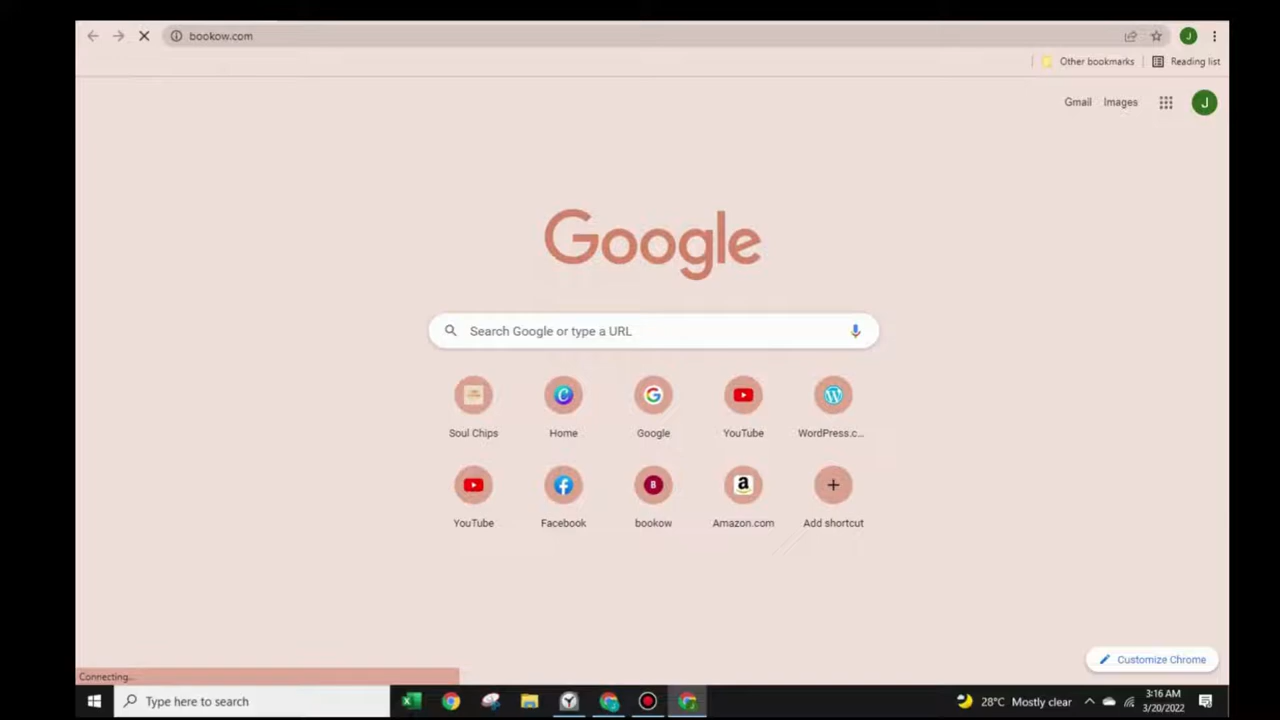 bookow.com
Other bookmarks
Reading list
Gmail
Images
J
Google
Search Google or type a URL
Soul Chips
Home
Google
YouTube
WordPress.c...
YouTube
Facebook
bookow
Amazon.com
Add shortcut
Customize Chrome
Connecting...
Type here to search
28°C Mostly clear
3:16 AM
3/20/2022